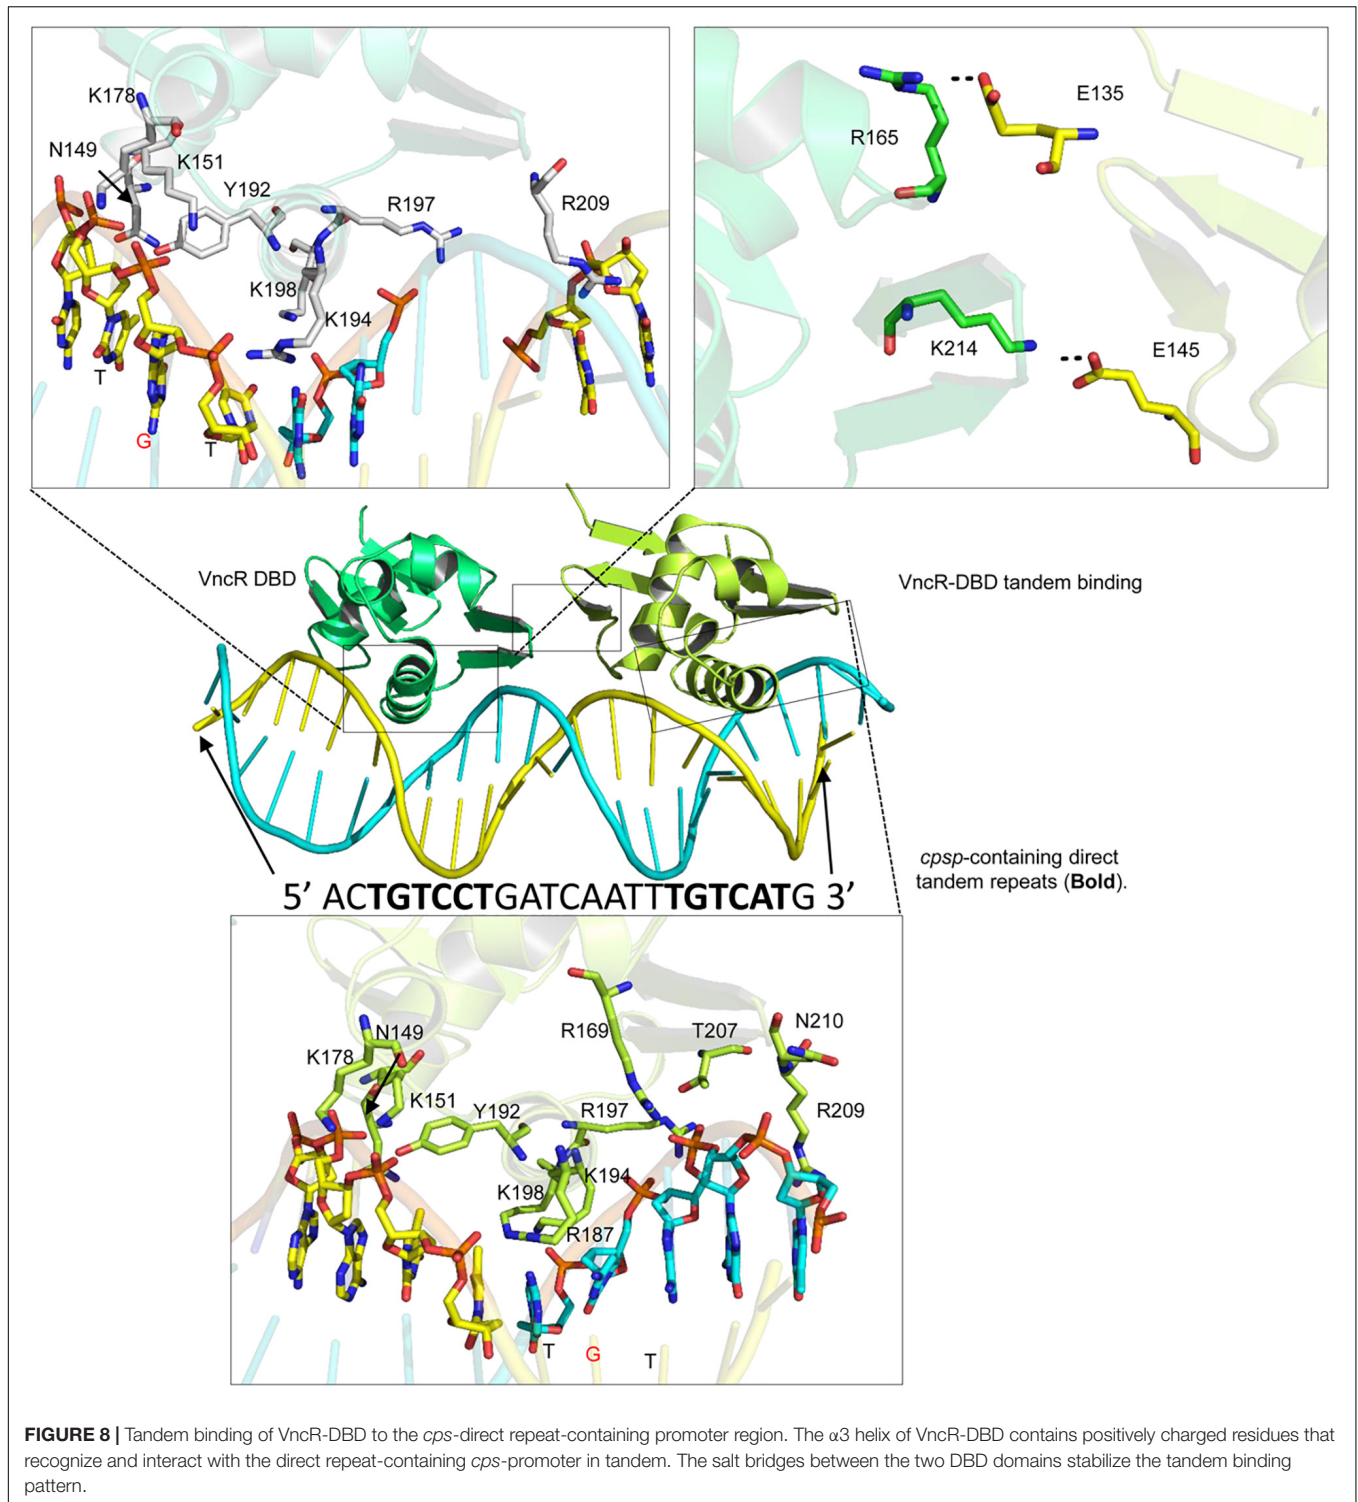 K178
N149
K151
Y192
R197
R209
K198
K194
T
G
T
R165
E135
K214
E145
VncR DBD
VncR-DBD tandem binding
cpsp-containing direct
tandem repeats (Bold).
5’ ACTGTCCTGATCAATTTGTCATG 3’
R169
T207
N210
N149
K178
K151
Y192
R197
R209
K194
K198
R187
T
G
T
FIGURE 8 | Tandem binding of VncR-DBD to the cps-direct repeat-containing promoter region. The α3 helix of VncR-DBD contains positively charged residues that
recognize and interact with the direct repeat-containing cps-promoter in tandem. The salt bridges between the two DBD domains stabilize the tandem binding
pattern.